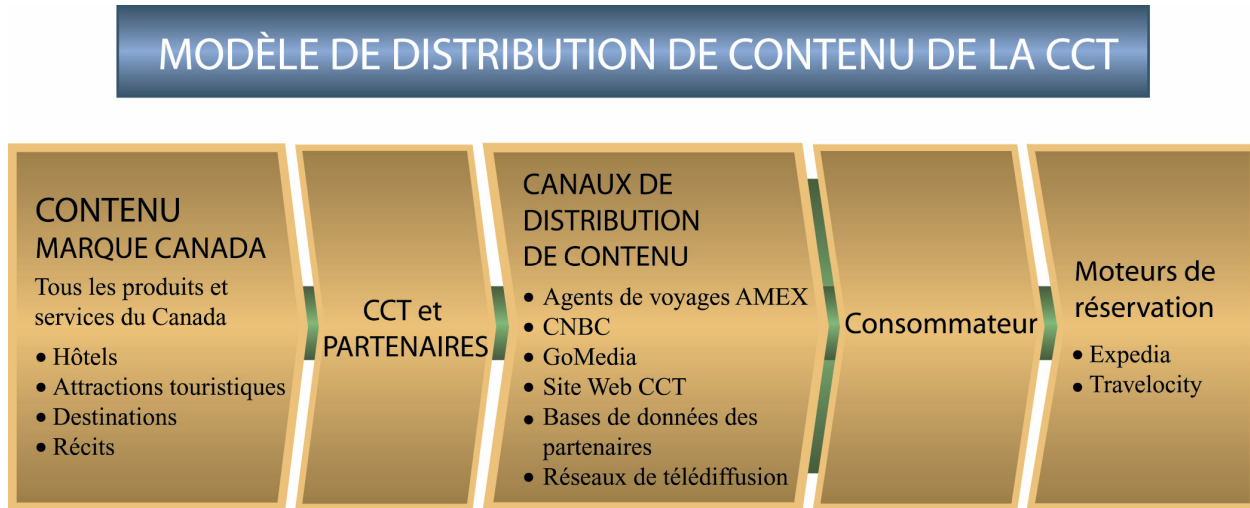 MODÈLE DE DISTRIBUTION DE CONTENU DE LA CCT
CONTENU
MARQUE CANADA
Tous les produits et
services du Canada
• Hôtels
• Attractions touristiques
• Destinations
• Récits
CCT et
PARTENAIRES
CANAUX DE
DISTRIBUTION
DE CONTENU
• Agents de voyages AMEX
• CNBC
• GoMedia
• Site Web CCT
• Bases de données des
partenaires
• Réseaux de télédiffusion
Consommateur
Moteurs de
réservation
• Expedia
• Travelocity